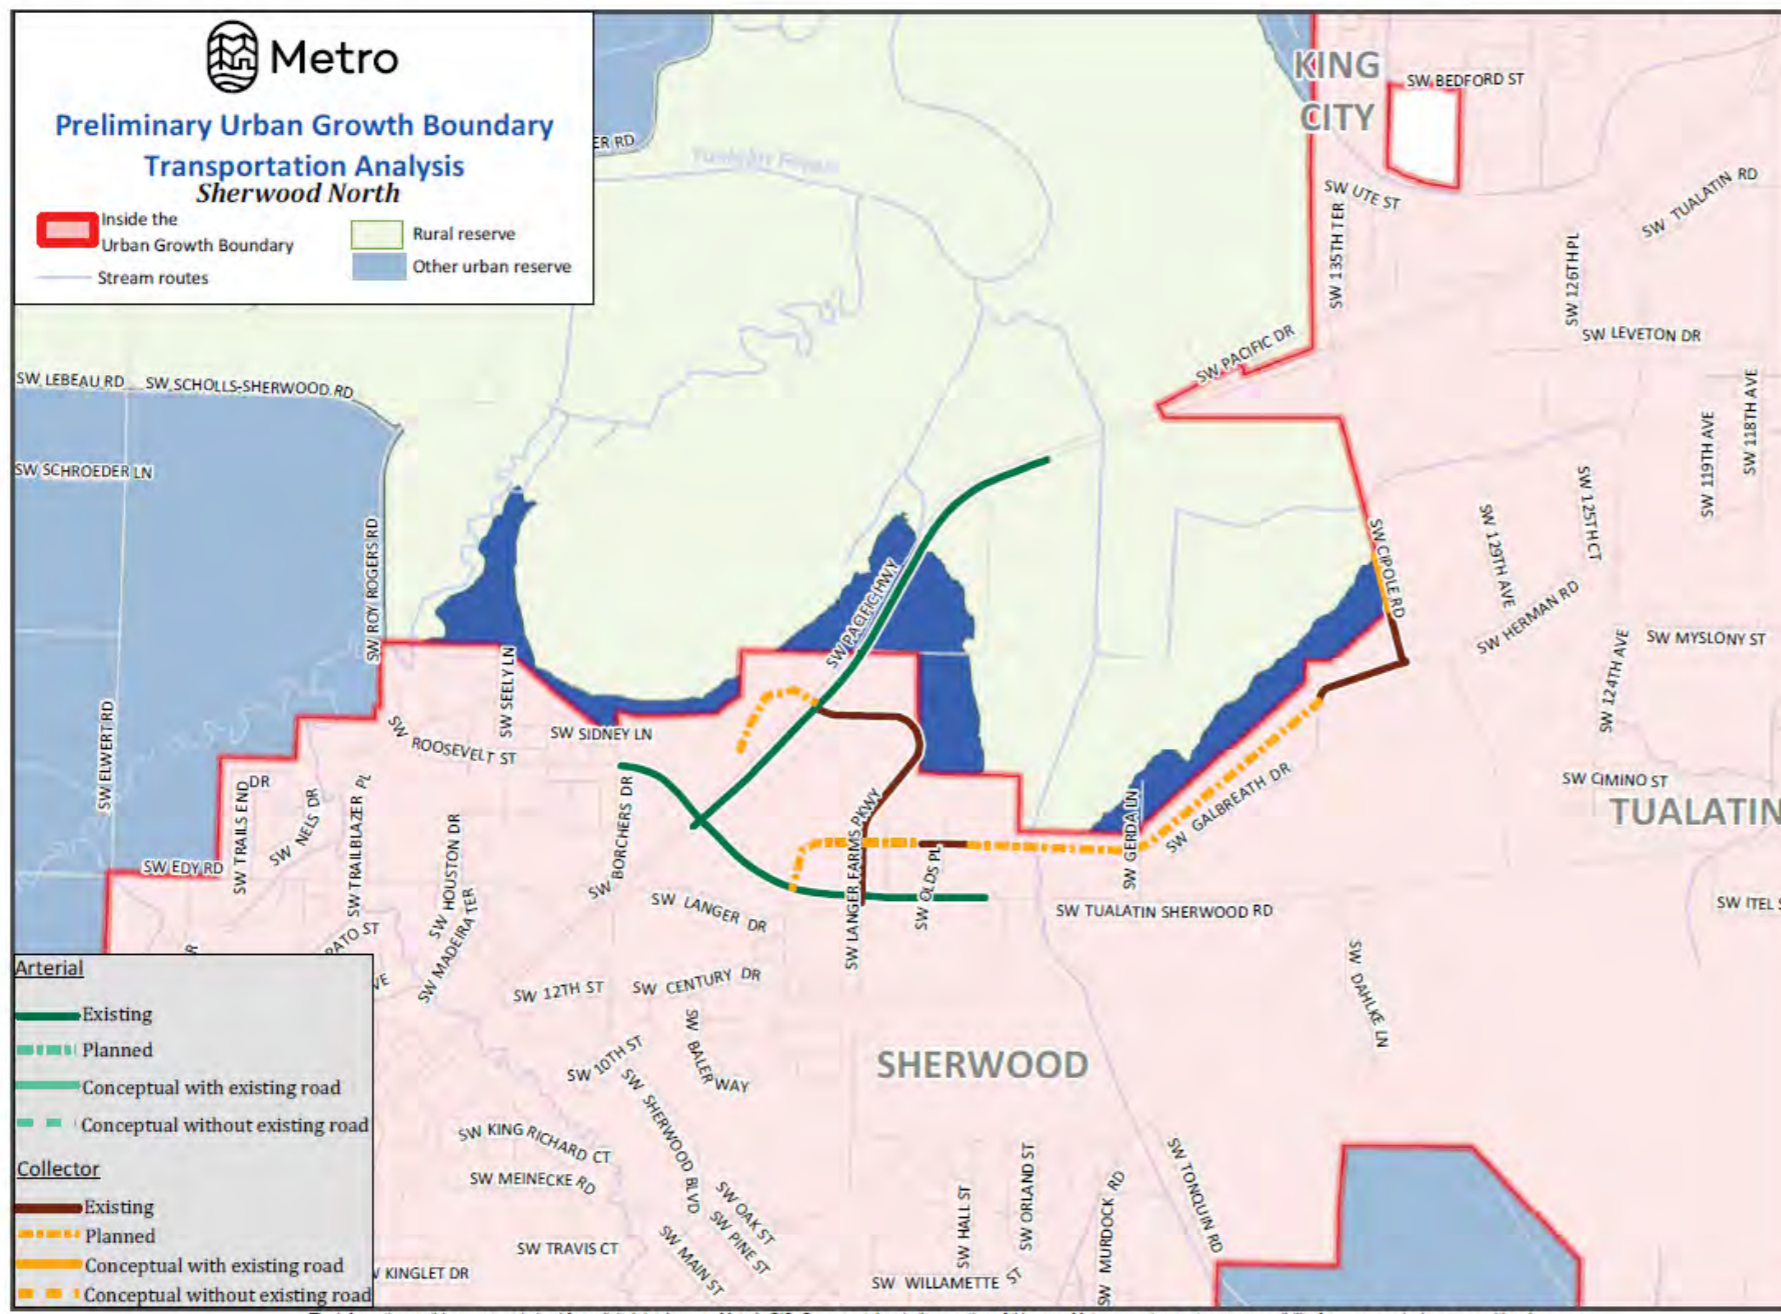 Metro
Preliminary Urban Growth Boundary
Transportation Analysis
Sherwood North
Inside the
Urban Growth Boundary
Stream routes
Rural reserve
Other urban reserve
ER RD
Tualatin River
KING
CITY
SW BEDFORD ST
SW UTE ST
SW TUALATIN RD
SW 135TH TER
SW 126TH PL
SW LEVETON DR
SW PACIFIC DR
SW 118TH AVE
SW 119TH AVE
SW LEBEAU RD
SW SCHOLLS-SHERWOOD RD
SW SCHROEDER LN
SW ROY ROGERS RD
SW PACIFIC HWY
SW CIPOLE RD
SW 129TH AVE
SW 125TH CT
SW HERMAN RD
SW 124TH AVE
SW MYSLONY ST
SW ELWERT RD
SW SEELY LN
SW SIDNEY LN
SW ROOSEVELT ST
SW TRAILS END DR
SW NELS DR
SW TRAILBLAZER PL
SW HOUSTON DR
SW MADEIRA TER
SW BORCHERS DR
SW EDY RD
SW LANGER DR
SW LANGER FARMS PKWY
SW OLDS PL
SW GERDA LN
SW GALBREATH DR
SW CIMINO ST
TUALATIN
SW TUALATIN SHERWOOD RD
SW ITEL S
SW DAHLKE LN
R
RATO ST
VE
SW 12TH ST
SW CENTURY DR
SW BALER WAY
SW 10TH ST
SW SHERWOOD BLVD
SHERWOOD
SW KING RICHARD CT
SW MEINECKE RD
SW OAK ST
SW PINE ST
SW MAIN ST
SW TRAVIS CT
W KINGLET DR
SW HALL ST
SW ORLAND ST
SW MURDOCK RD
SW TONQUIN RD
SW WILLAMETTE ST
Arterial
Existing
Planned
Conceptual with existing road
Conceptual without existing road
Collector
Existing
Planned
Conceptual with existing road
Conceptual without existing road